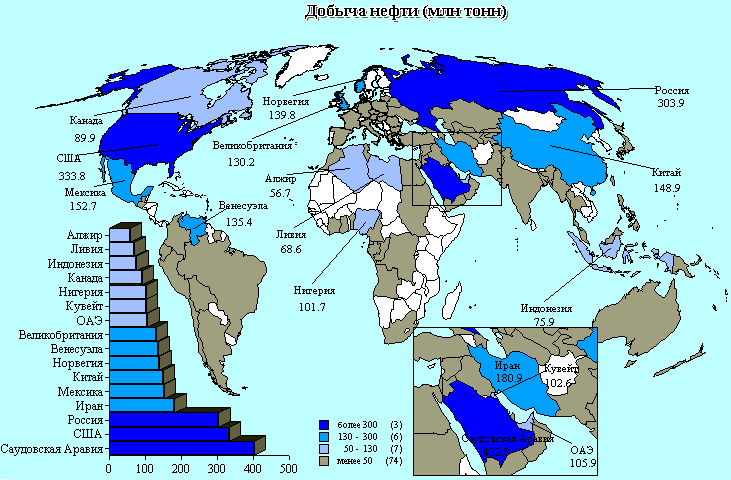 Добыча нефти (млн тонн)
Норвегия
139.8
Россия
303.9
Канада
89.9
Великобритания
130.2
США
333.8
Алжир
56.7
Китай
148.9
Мексика
152.7
Венесуэла
135.4
Ливия
68.6
Нигерия
101.7
Индонезия
75.9
Алжир
Ливия
Индонезия
Канада
Нигерия
Кувейт
ОАЭ
Великобритания
Венесуэла
Норвегия
Китай
Мексика
Иран
Россия
США
Саудовская Аравия
0 100 200 300 400 500
более 300 (3)
130 - 300 (6)
50 - 130 (7)
менее 50 (74)
Иран
180.9
Кувейт
102.6
Саудовская Аравия
ОАЭ
105.9